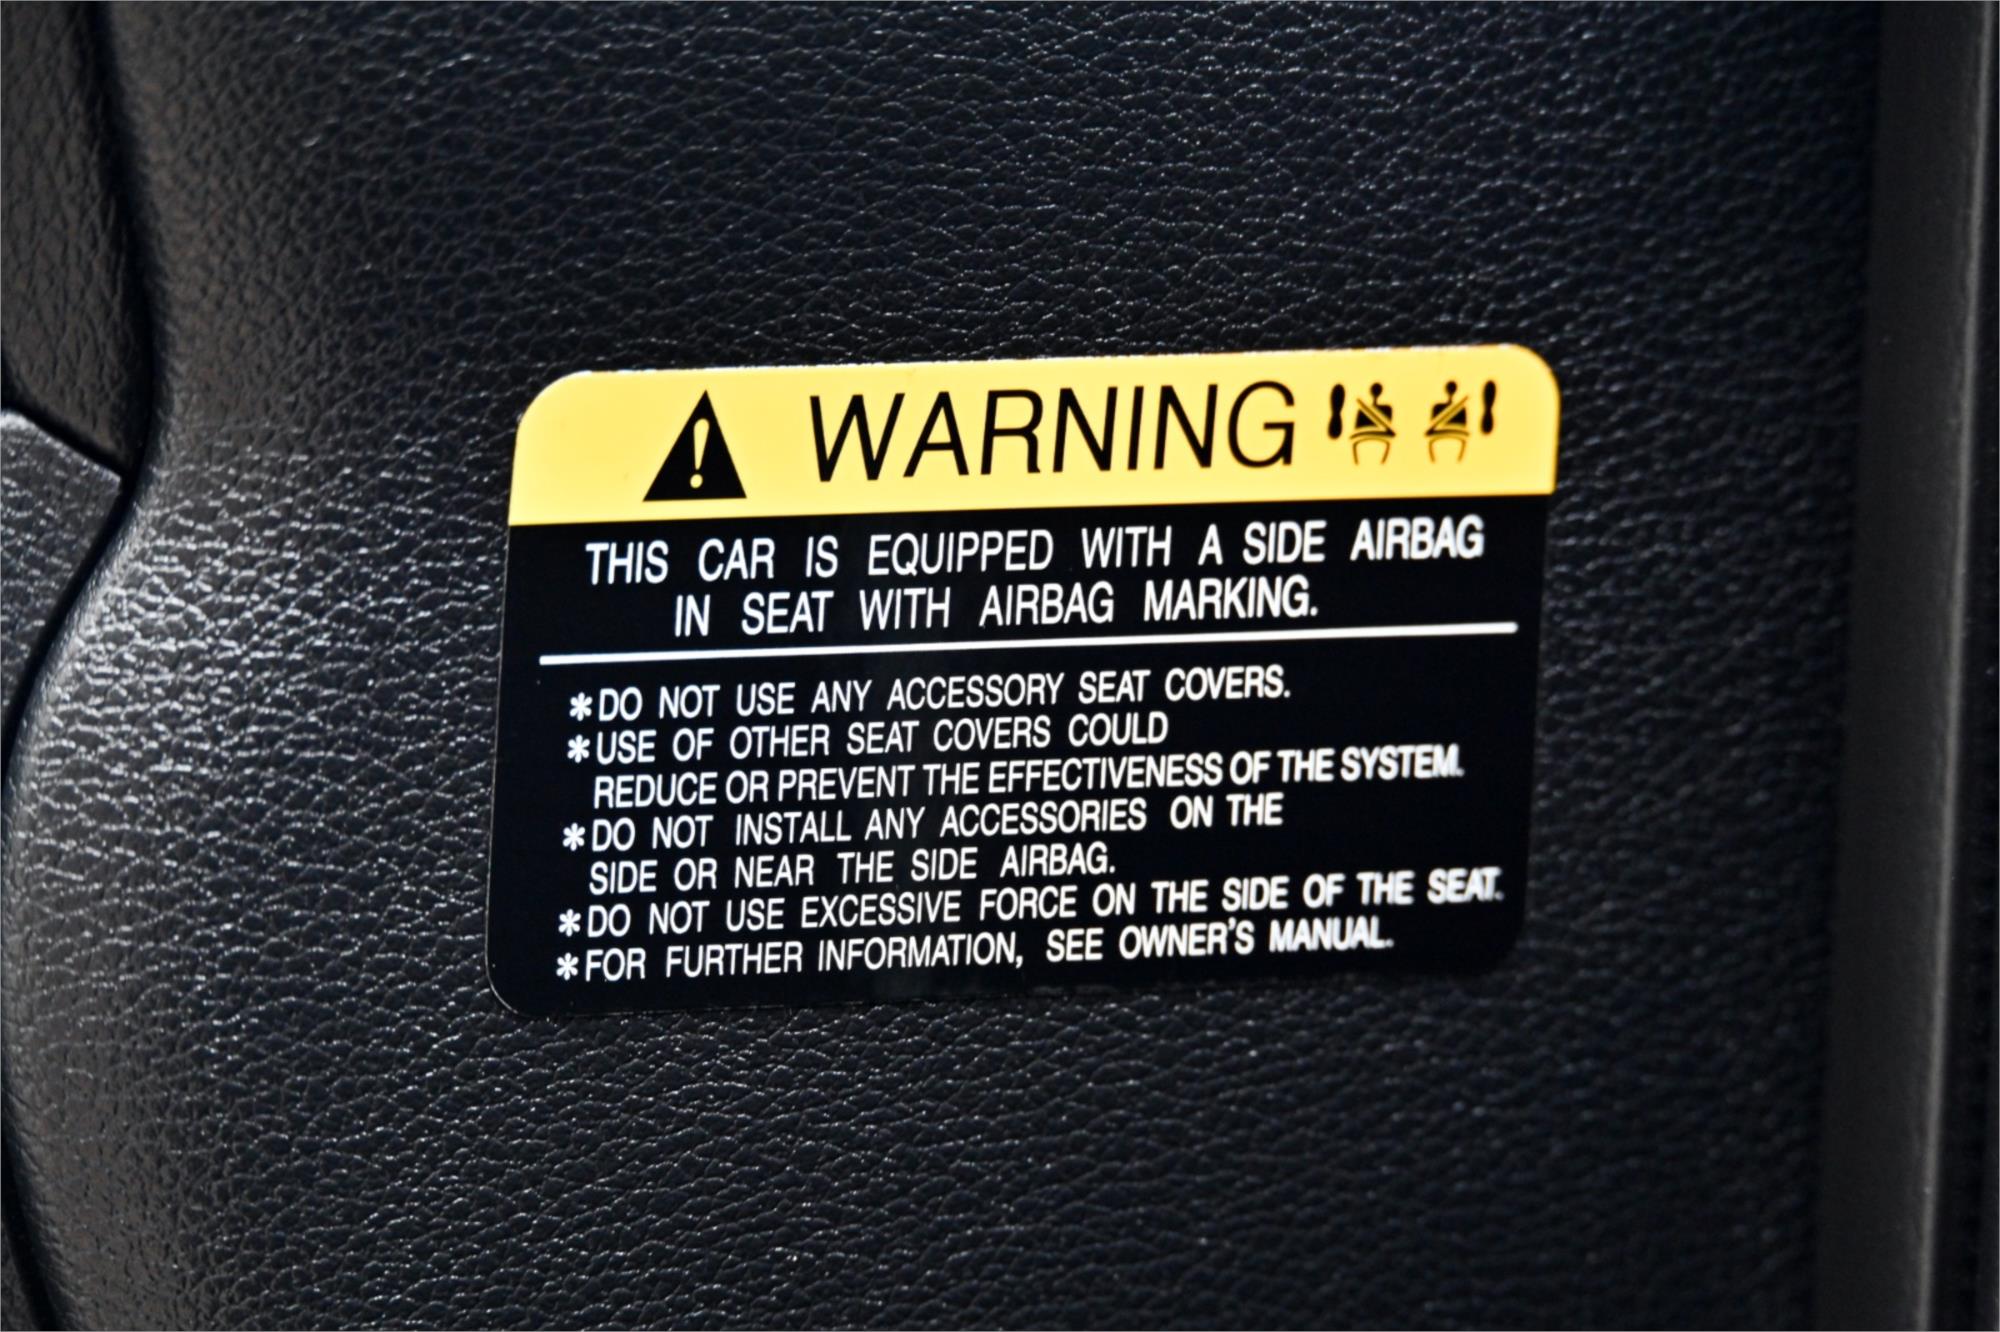 WARNING
THIS CAR IS EQUIPPED WITH A SIDE AIRBAG
IN SEAT WITH AIRBAG MARKING.
*DO NOT USE ANY ACCESSORY SEAT COVERS.
*USE OF OTHER SEAT COVERS COULD
REDUCE OR PREVENT THE EFFECTIVENESS OF THE SYSTEM.
*DO NOT INSTALL ANY ACCESSORIES ON THE
SIDE OR NEAR THE SIDE AIRBAG.
*DO NOT USE EXCESSIVE FORCE ON THE SIDE OF THE SEAT.
*FOR FURTHER INFORMATION, SEE OWNER'S MANUAL.